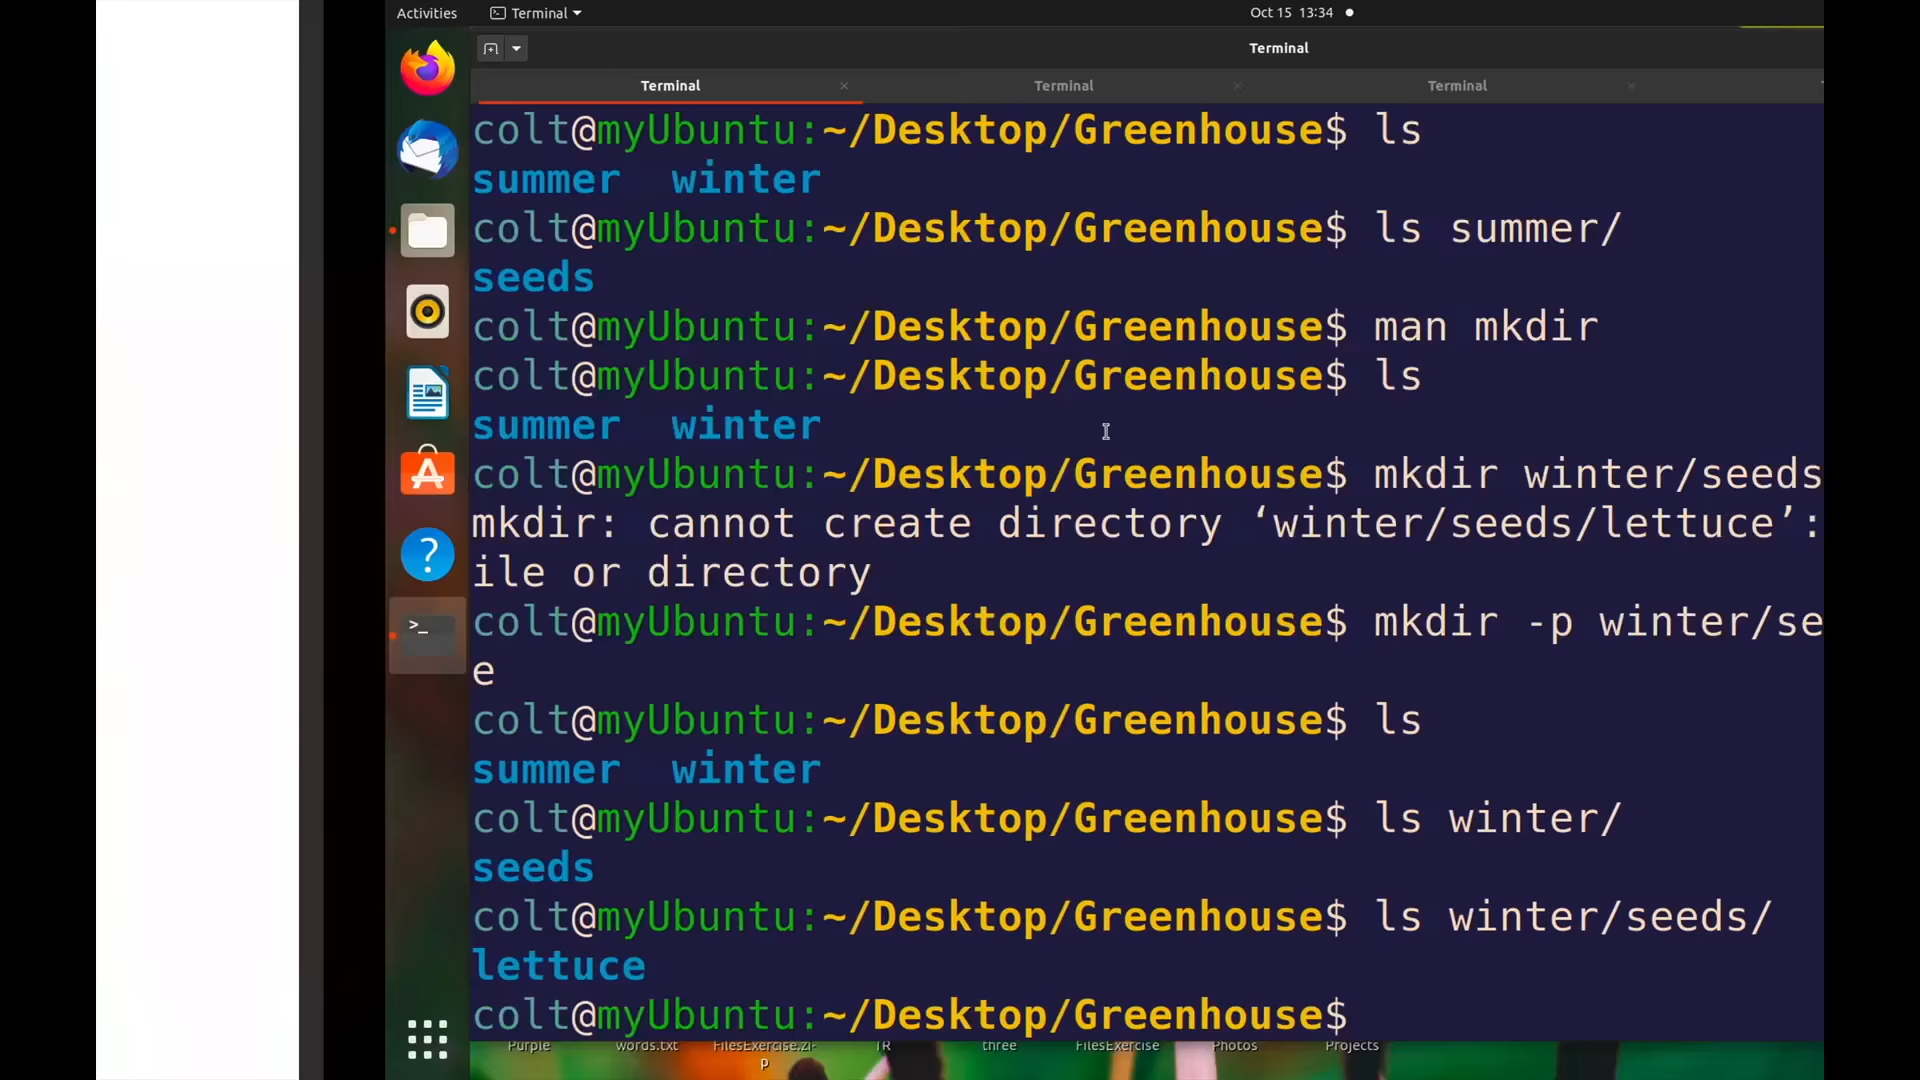 Activities Terminal Oct 15 13:34
Terminal
Terminal Terminal Terminal
colt@myUbuntu:~/Desktop/Greenhouse$ ls
summer winter
colt@myUbuntu:~/Desktop/Greenhouse$ ls summer/
seeds
colt@myUbuntu:~/Desktop/Greenhouse$ man mkdir
colt@myUbuntu:~/Desktop/Greenhouse$ ls
summer winter
colt@myUbuntu:~/Desktop/Greenhouse$ mkdir winter/seeds
mkdir: cannot create directory ‘winter/seeds/lettuce’:
ile or directory
colt@myUbuntu:~/Desktop/Greenhouse$ mkdir -p winter/se
e
colt@myUbuntu:~/Desktop/Greenhouse$ ls
summer winter
colt@myUbuntu:~/Desktop/Greenhouse$ ls winter/
seeds
colt@myUbuntu:~/Desktop/Greenhouse$ ls winter/seeds/
lettuce
colt@myUbuntu:~/Desktop/Greenhouse$
Purple words.txt FilesExercise.zi- TR three FilesExercise Photos Projects
p